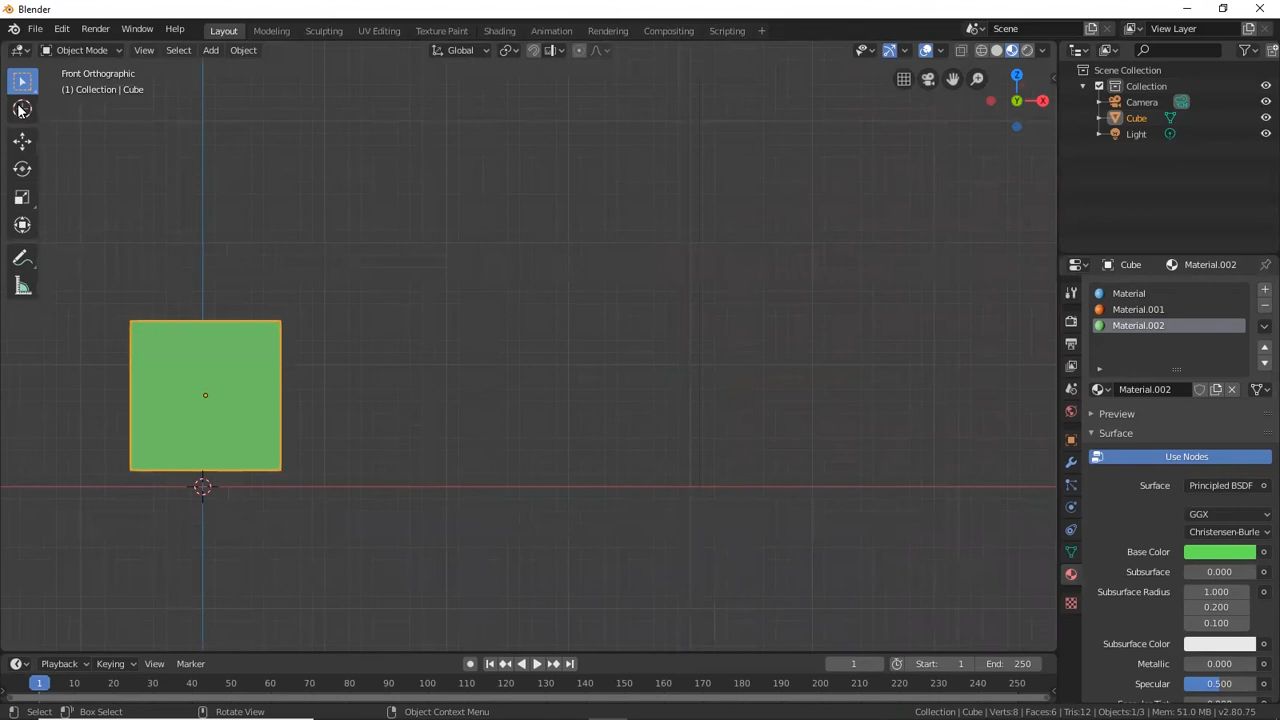 Blender
File Edit Render Window Help Layout Modeling Sculpting UV Editing Texture Paint Shading Animation Rendering Compositing Scripting + Scene View Layer
Object Mode View Select Add Object Global
Front Orthographic
(1) Collection | Cube
Z
Y
X
Scene Collection
Collection
Camera
Cube
Light
Cube Material.002
Material
Material.001
Material.002
Material.002
Preview
Surface
Use Nodes
Surface Principled BSDF
GGX
Christensen-Burle
Base Color
Subsurface 0.000
Subsurface Radius 1.000
0.200
0.100
Subsurface Color
Metallic 0.000
Specular 0.500
Playback Keying View Marker 1 Start: 1 End: 250
1 10 20 30 40 50 60 70 80 90 100 110 120 130 140 150 160 170 180 190 200 210 220 230 240 250
Select Box Select Rotate View Object Context Menu Collection | Cube | Verts:8 | Faces:6 | Tris:12 | Objects:1/3 | Mem: 51.0 MB | v2.80.75